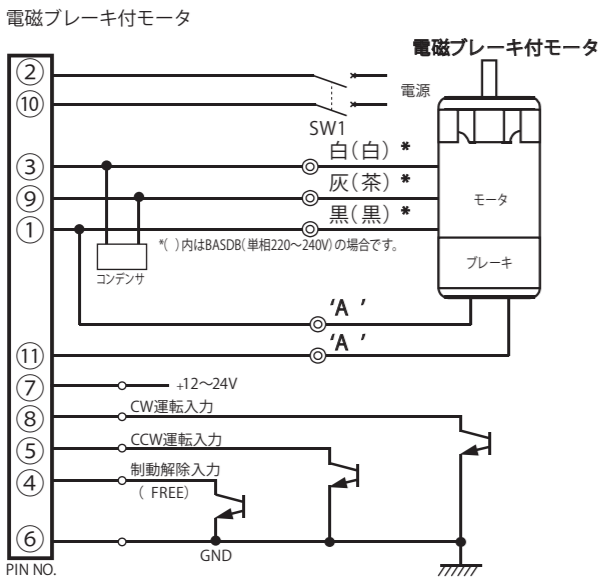 電磁ブレーキ付モータ
電磁ブレーキ付モータ
② 電源
⑩
SW1
③ 白(白) *
⑨ 灰(茶) *
① 黒(黒) *
*( )内はBASDB(単相220〜240V)の場合です。
コンデンサ
モータ
ブレーキ
‘A ’
⑪ ‘A ’
⑦ +12〜24V
⑧ CW運転入力
⑤ CCW運転入力
④ 制動解除入力
( FREE)
⑥ GND
PIN NO.